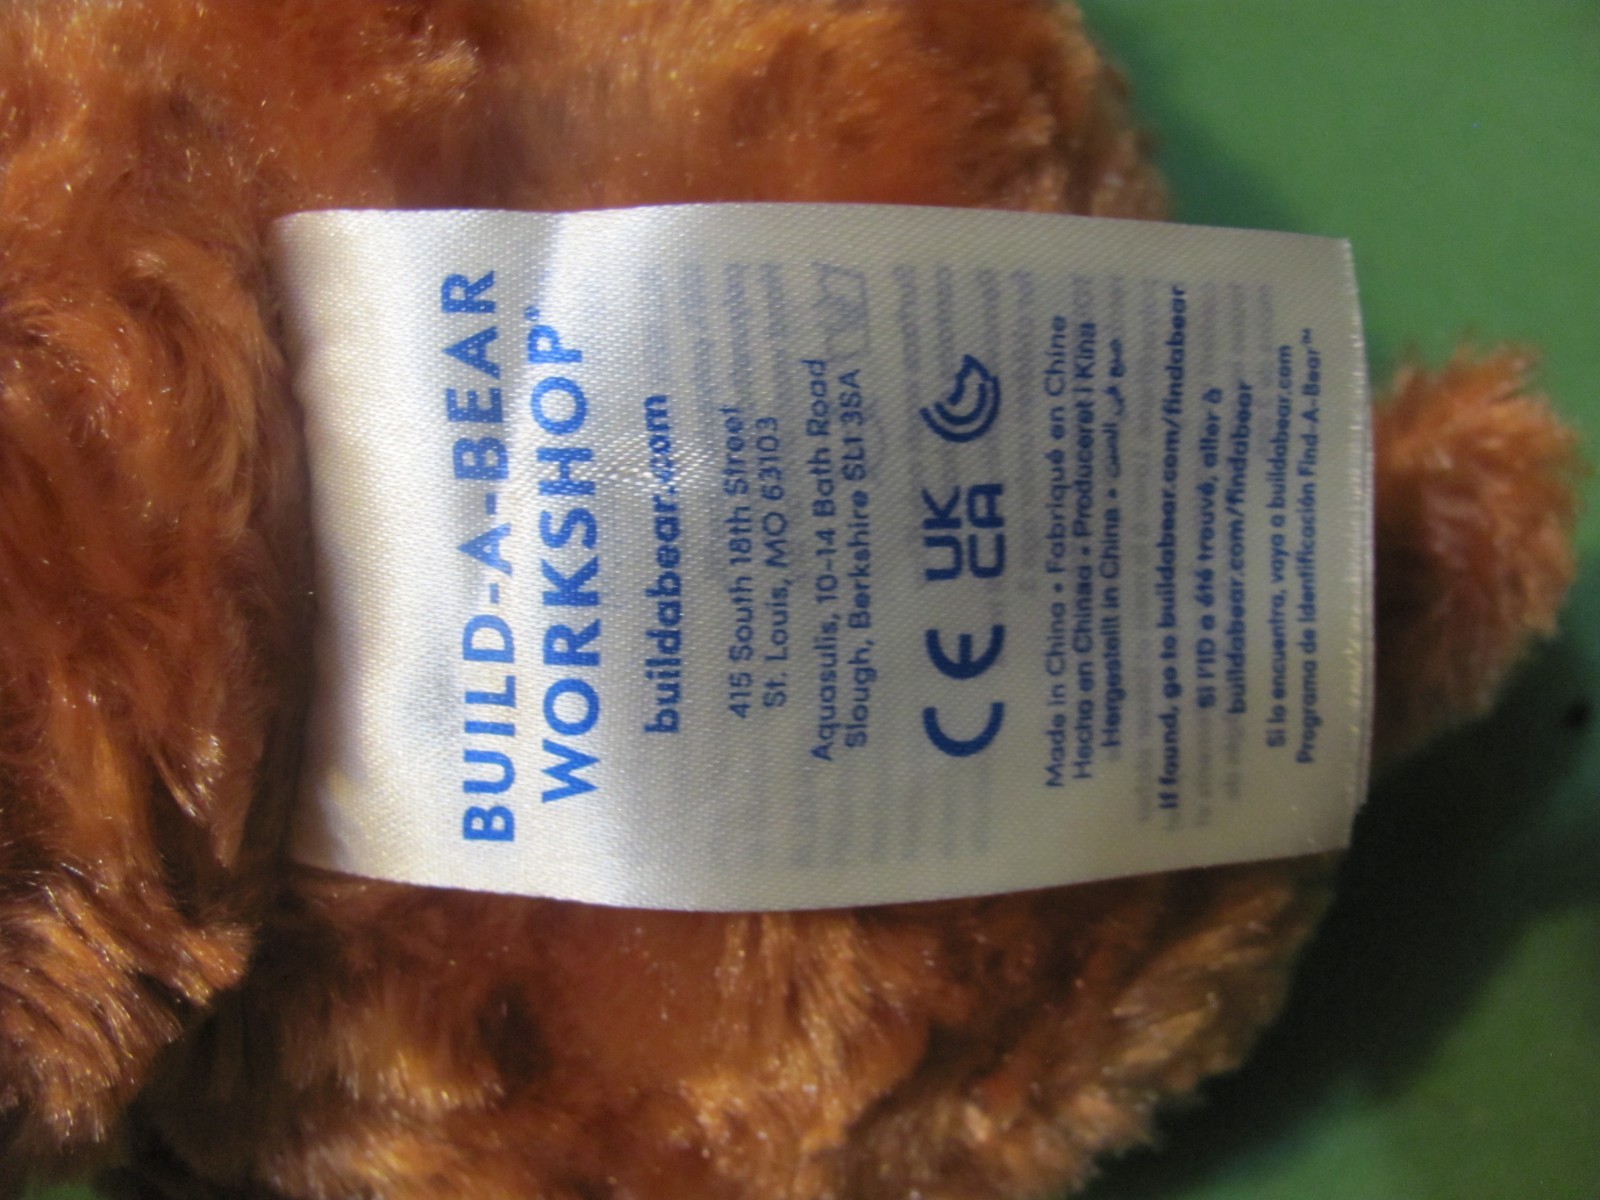 BUILD-A-BEAR
WORKSHOP
buildabear.com
415 South 18th Street
St. Louis, MO 63103
Aquasulis, 10-14 Bath Road
Slough, Berkshire SL1 3SA
CE UK
CA
Made in China • Fabriqué en Chine
Hecho en China • Produceret i Kina
Hergestellt in China • صنع في الصين
If found, go to buildabear.com/findabear
Si l'ID a été trouvé, aller à
buildabear.com/findabear
Si lo encuentra, vaya a buildabear.com
Programa de Identificación Find-A-Bear™